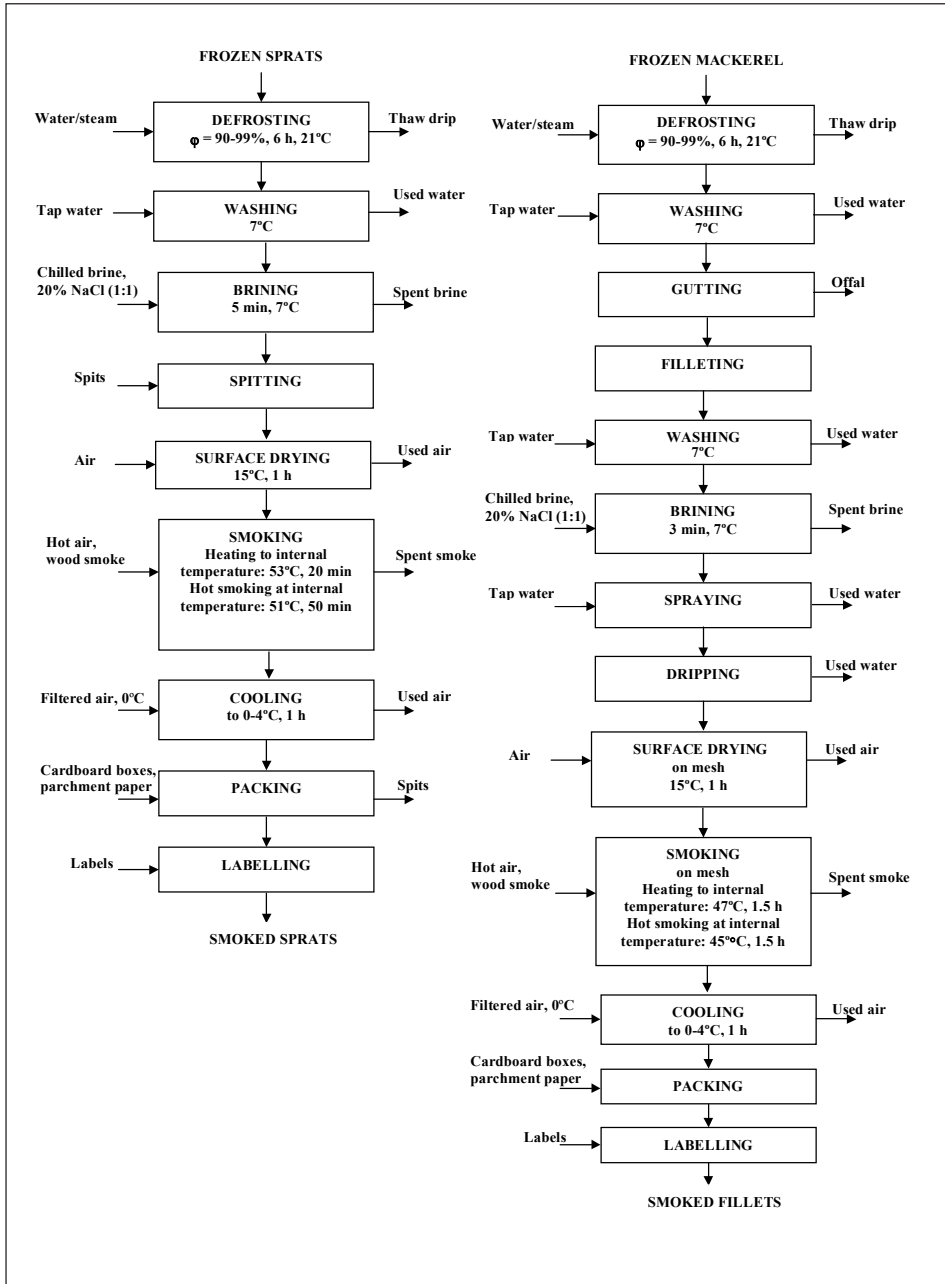 FROZEN SPRATS
Water/steam
DEFROSTING
φ = 90-99%, 6 h, 21ºC
Thaw drip
Tap water
WASHING
7ºC
Used water
Chilled brine,
20% NaCl (1:1)
BRINING
5 min, 7ºC
Spent brine
Spits
SPITTING
Air
SURFACE DRYING
15ºC, 1 h
Used air
Hot air,
wood smoke
SMOKING
Heating to internal
temperature: 53ºC, 20 min
Hot smoking at internal
temperature: 51ºC, 50 min
Spent smoke
Filtered air, 0ºC
COOLING
to 0-4ºC, 1 h
Used air
Cardboard boxes,
parchment paper
PACKING
Spits
Labels
LABELLING
SMOKED SPRATS
FROZEN MACKEREL
Water/steam
DEFROSTING
φ = 90-99%, 6 h, 21ºC
Thaw drip
Tap water
WASHING
7ºC
Used water
GUTTING
Offal
FILLETING
Tap water
WASHING
7ºC
Used water
Chilled brine,
20% NaCl (1:1)
BRINING
3 min, 7ºC
Spent brine
Tap water
SPRAYING
Used water
DRIPPING
Used water
Air
SURFACE DRYING
on mesh
15ºC, 1 h
Used air
Hot air,
wood smoke
SMOKING
on mesh
Heating to internal
temperature: 47ºC, 1.5 h
Hot smoking at internal
temperature: 45º°C, 1.5 h
Spent smoke
Filtered air, 0ºC
COOLING
to 0-4ºC, 1 h
Used air
Cardboard boxes,
parchment paper
PACKING
Labels
LABELLING
SMOKED FILLETS